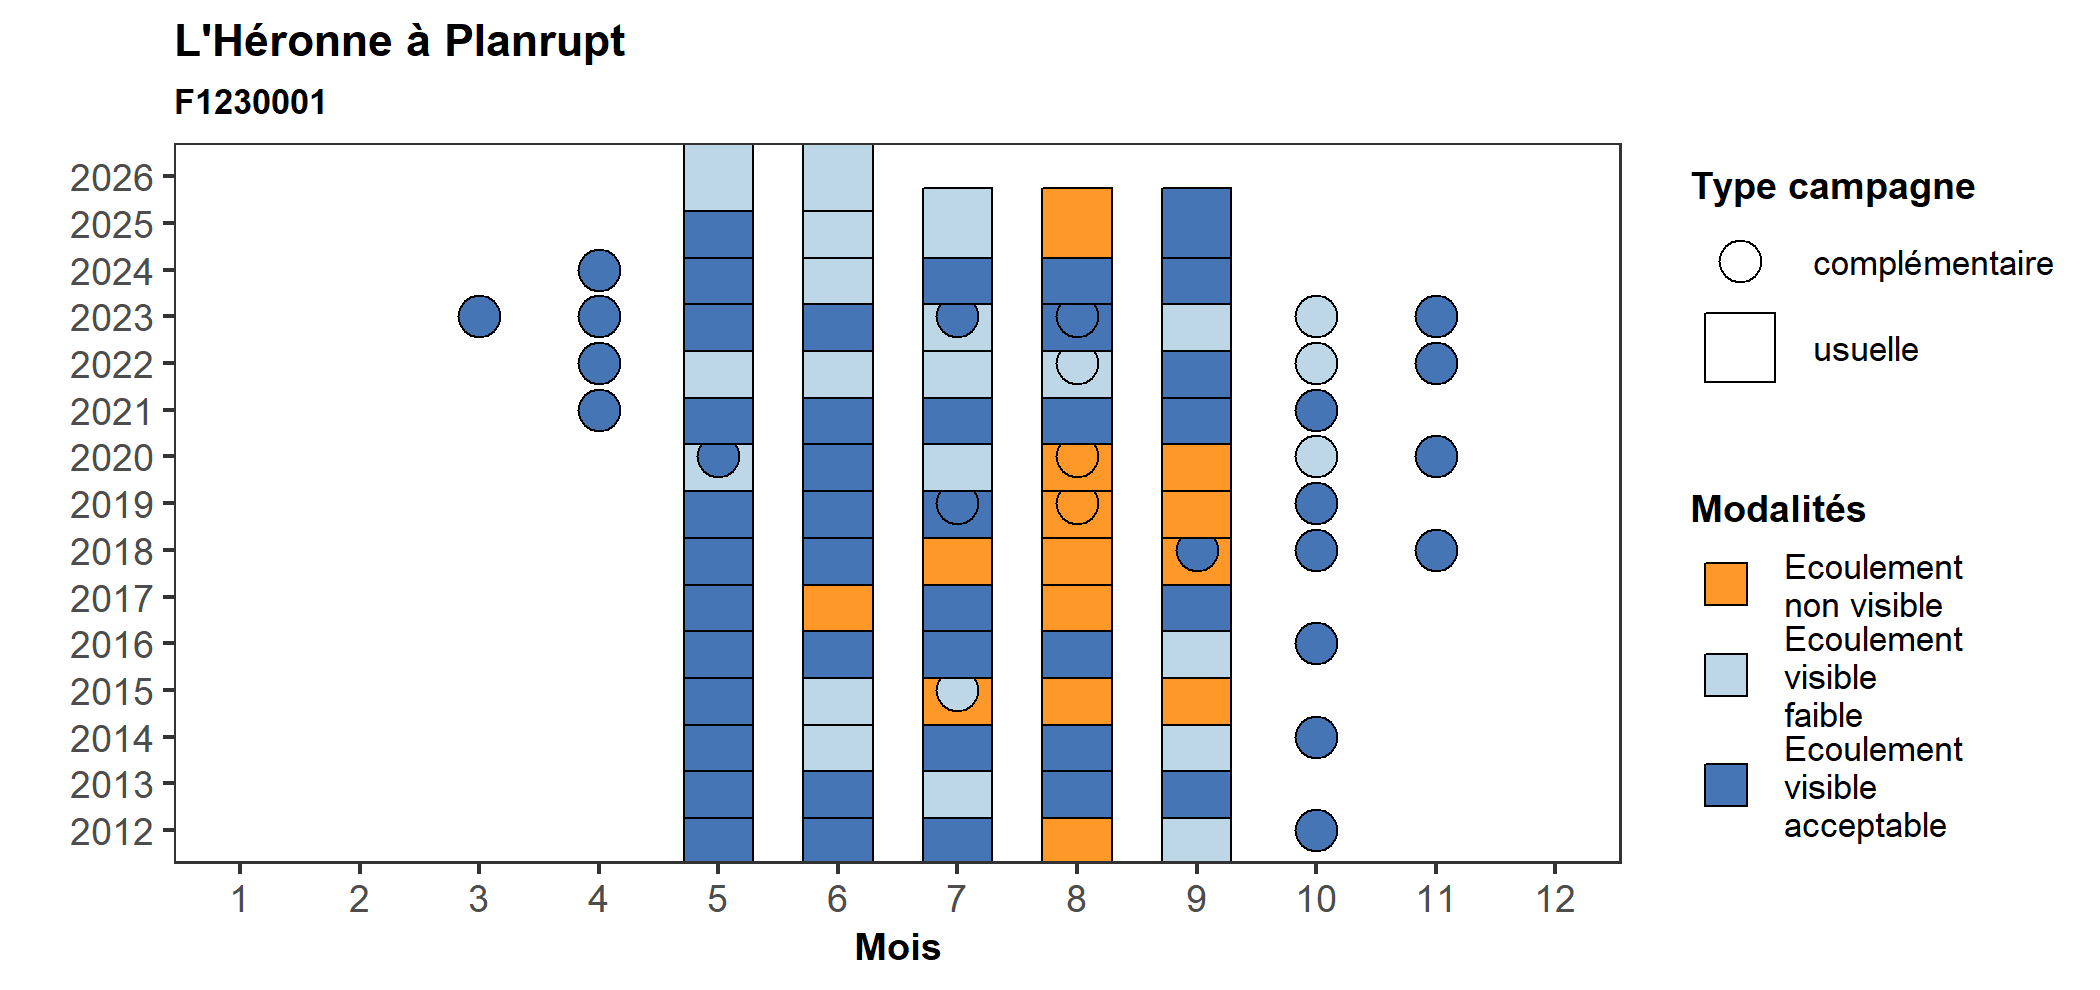 L'Héronne à Planrupt
F1230001
2026
2025
2024
2023
2022
2021
2020
2019
2018
2017
2016
2015
2014
2013
2012
1 2 3 4 5 6 7 8 9 10 11 12
Mois
Type campagne
complémentaire
usuelle
Modalités
Ecoulement
non visible
Ecoulement
visible
faible
Ecoulement
visible
acceptable